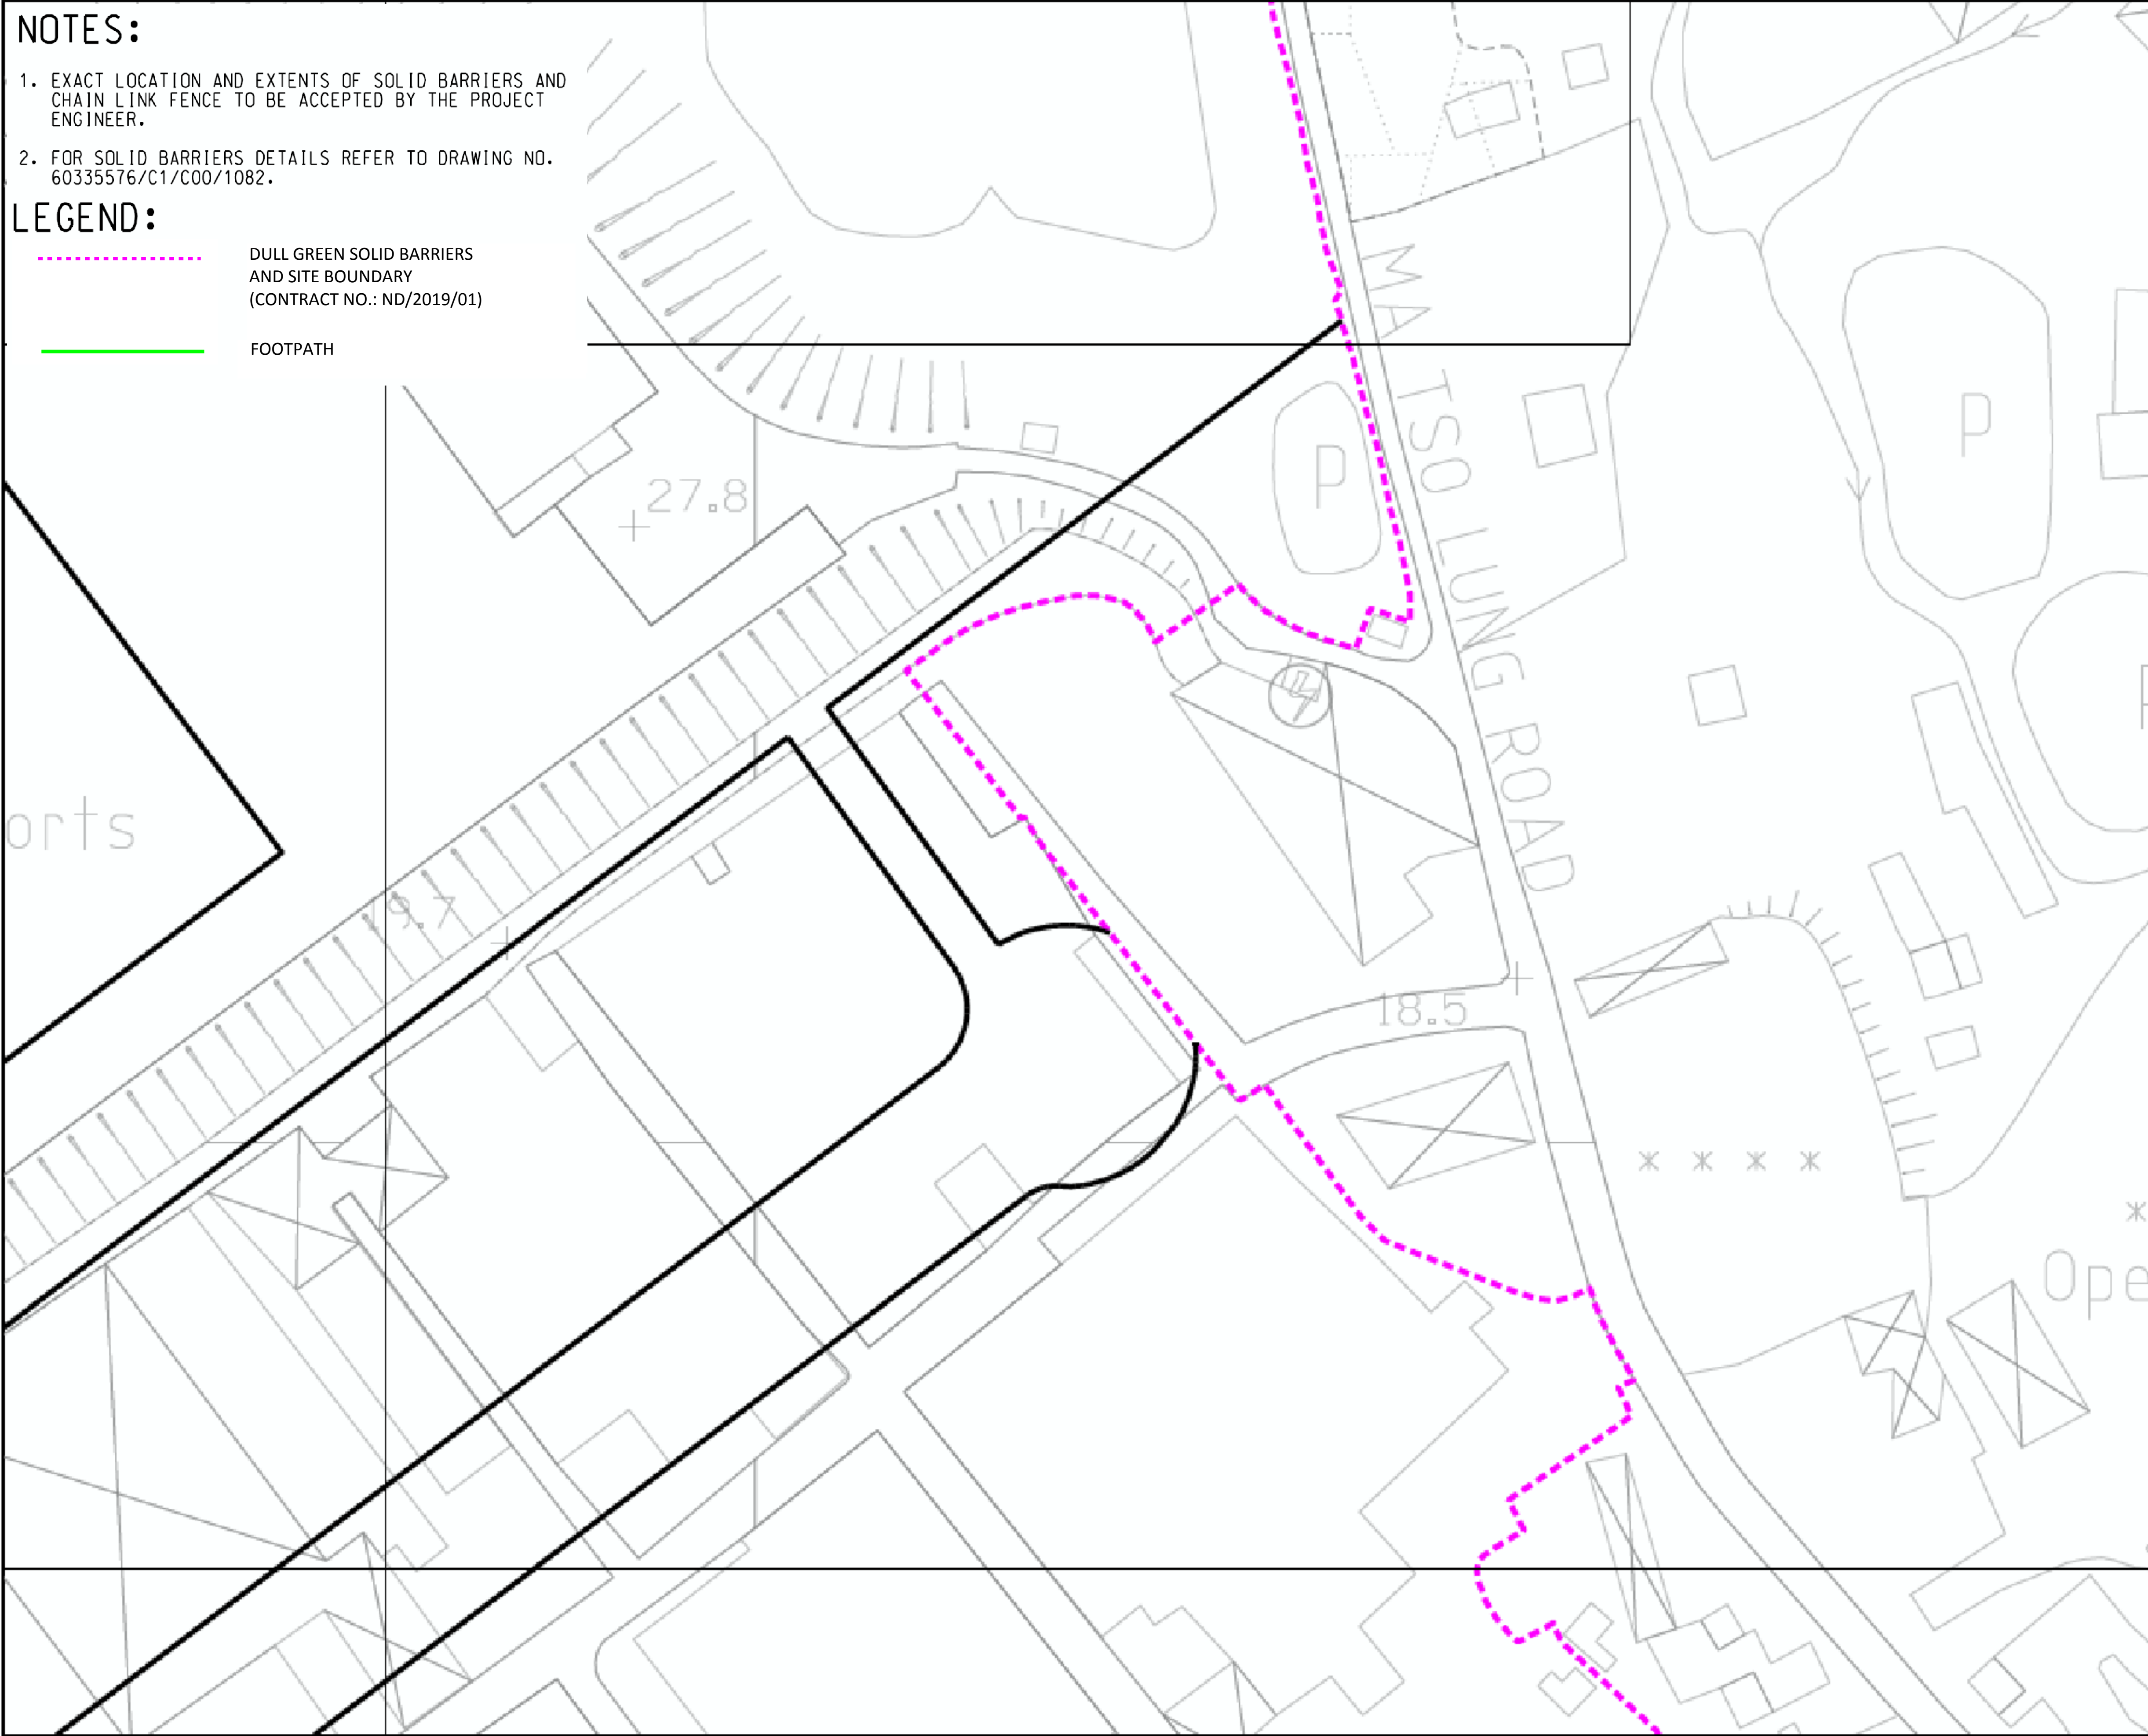 NOTES:
1. EXACT LOCATION AND EXTENTS OF SOLID BARRIERS AND
CHAIN LINK FENCE TO BE ACCEPTED BY THE PROJECT
ENGINEER.
2. FOR SOLID BARRIERS DETAILS REFER TO DRAWING NO.
60335576/C1/C00/1082.
LEGEND:
DULL GREEN SOLID BARRIERS
AND SITE BOUNDARY
(CONTRACT NO.: ND/2019/01)
FOOTPATH
MA TSO LUNG ROAD
P
P
27.8
orts
19.7
18.5
Ope